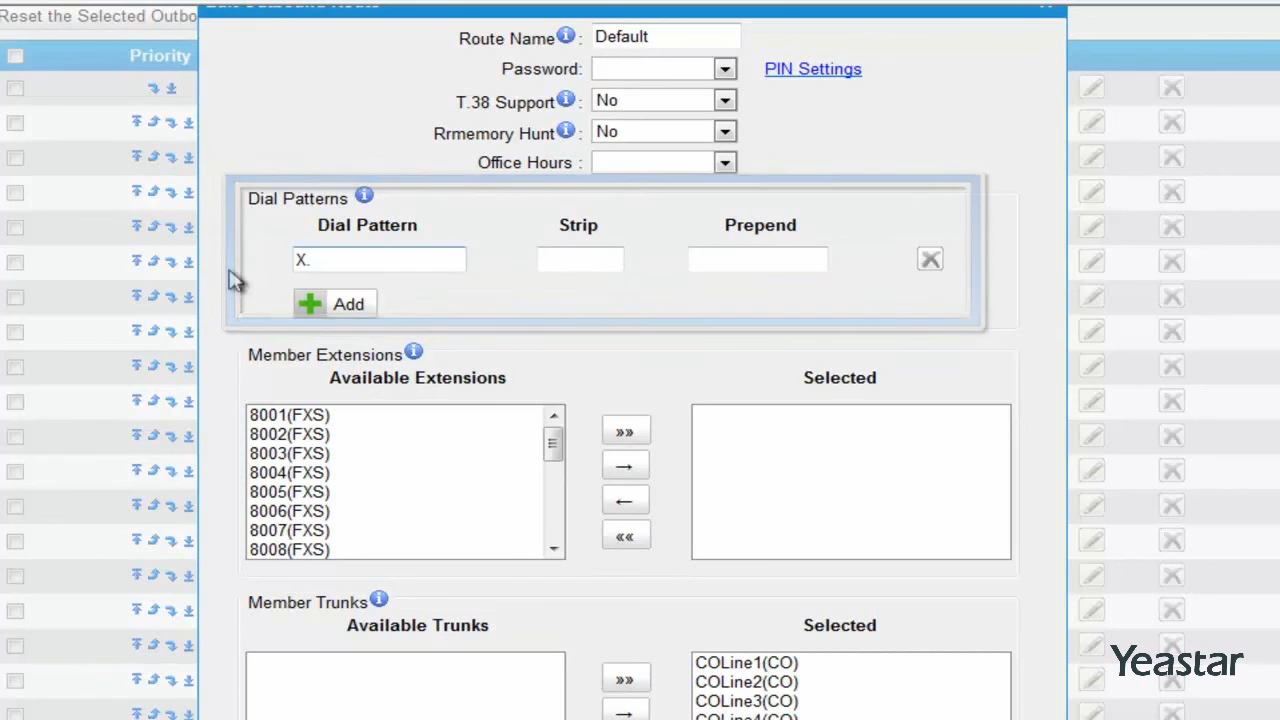 Reset the Selected Outbo
Priority
Route Name :
Default
Password:
PIN Settings
T.38 Support :
No
Rrmemory Hunt :
No
Office Hours :
Dial Patterns
Dial Pattern
Strip
Prepend
X.
Add
Member Extensions
Available Extensions
Selected
8001(FXS)
8002(FXS)
8003(FXS)
8004(FXS)
8005(FXS)
8006(FXS)
8007(FXS)
8008(FXS)
»»
→
←
««
Member Trunks
Available Trunks
Selected
»»
→
COLine1(CO)
COLine2(CO)
COLine3(CO)
Yeastar